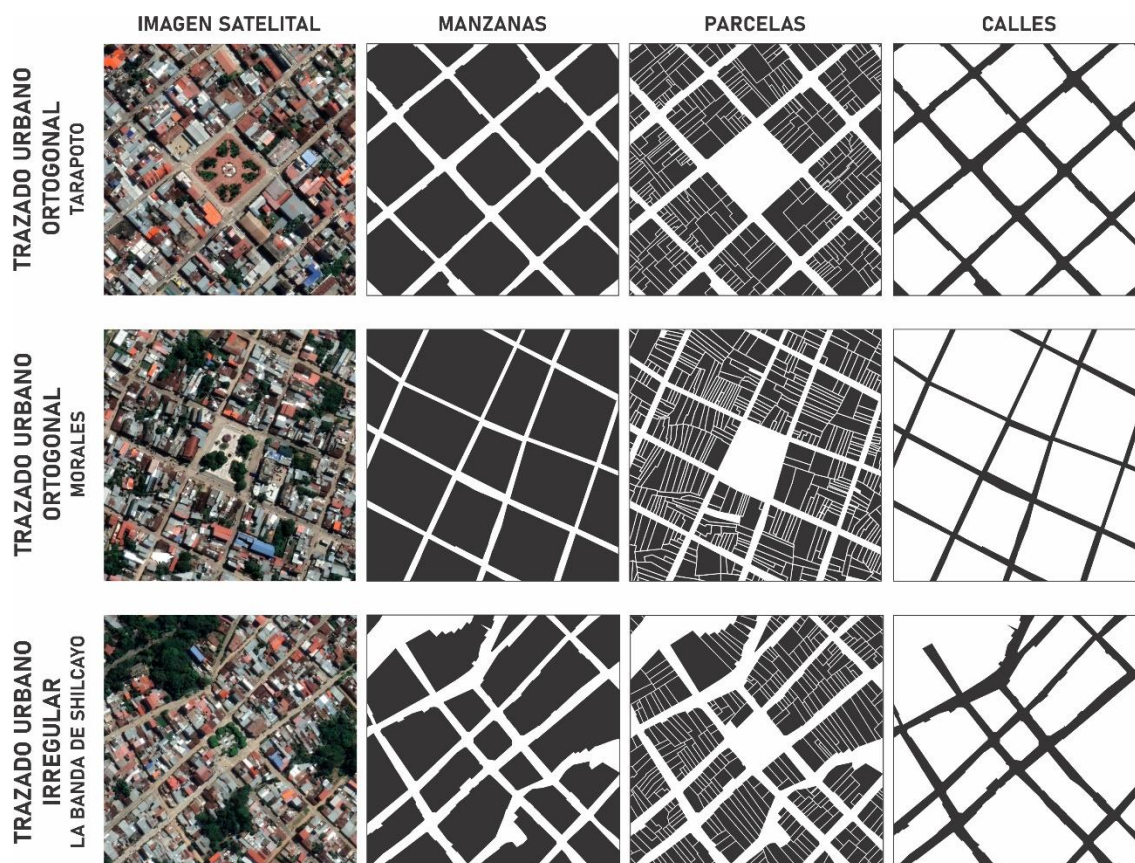 IMAGEN SATELITAL
MANZANAS
PARCELAS
CALLES
TRAZADO URBANO
ORTOGONAL
TARAPOTO
TRAZADO URBANO
ORTOGONAL
MORALES
TRAZADO URBANO
IRREGULAR
LA BANDA DE SHILCAYO